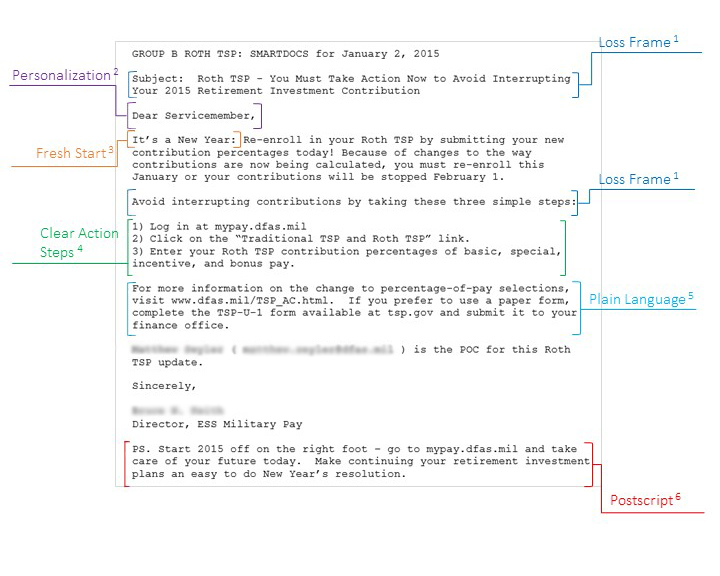 Loss Frame 1
GROUP B ROTH TSP: SMARTDOCS for January 2, 2015
Personalization 2
Subject:  Roth TSP – You Must Take Action Now to Avoid Interrupting
Your 2015 Retirement Investment Contribution
Dear Servicemember,
Fresh Start 3
It's a New Year: Re-enroll in your Roth TSP by submitting your new
contribution percentages today! Because of changes to the way
contributions are now being calculated, you must re-enroll this
January or your contributions will be stopped February 1.
Loss Frame 1
Avoid interrupting contributions by taking these three simple steps:
Clear Action
Steps 4
1) Log in at mypay.dfas.mil
2) Click on the "Traditional TSP and Roth TSP" link.
3) Enter your Roth TSP contribution percentages of basic, special,
incentive, and bonus pay.
For more information on the change to percentage-of-pay selections,
visit www.dfas.mil/TSP_AC.html.  If you prefer to use a paper form,
complete the TSP-U-1 form available at tsp.gov and submit it to your
finance office.
Plain Language 5
( ) is the POC for this Roth
TSP update.
Sincerely,
Director, ESS Military Pay
PS. Start 2015 off on the right foot – go to mypay.dfas.mil and take
care of your future today.  Make continuing your retirement investment
plans an easy to do New Year's resolution.
Postscript 6